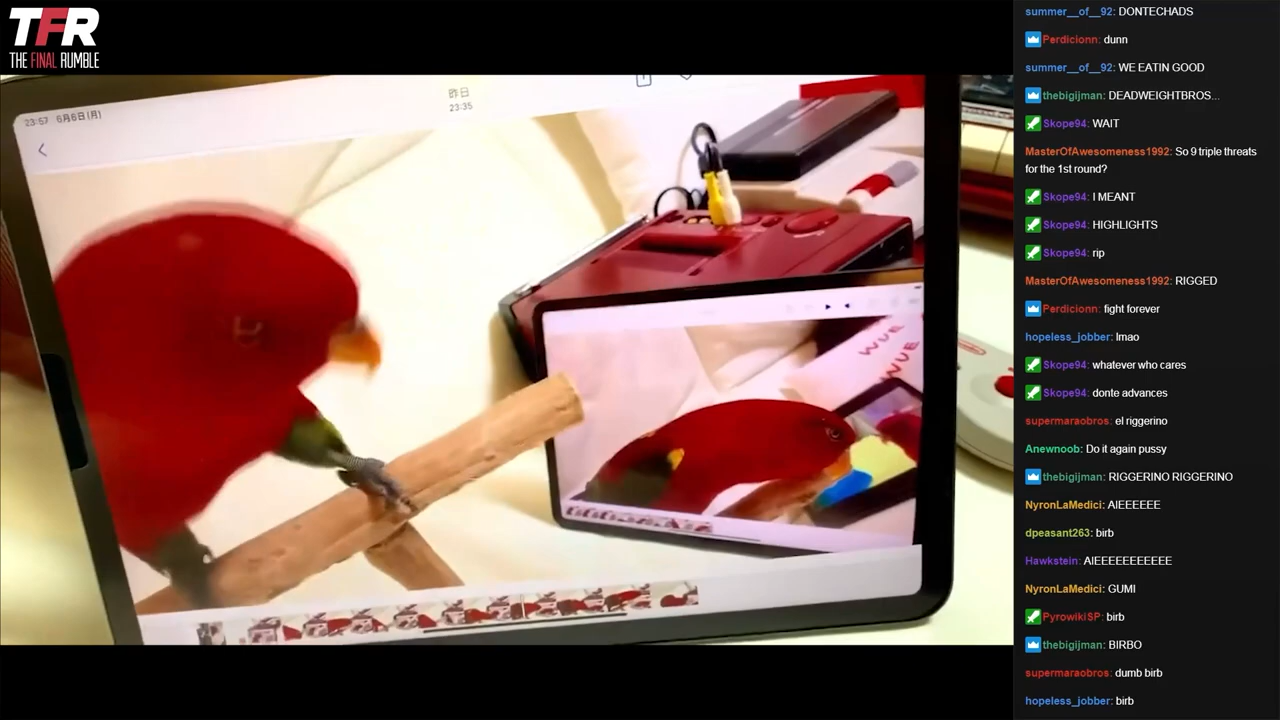 TFR
THE FINAL RUMBLE
23:57 6月6日(月)
昨日
23:35
WUE
WUE
summer__of__92: DONTECHADS
Perdicionn: dunn
summer__of__92: WE EATIN GOOD
thebigijman: DEADWEIGHTBROS...
Skope94: WAIT
MasterOfAwesomeness1992: So 9 triple threats
for the 1st round?
Skope94: I MEANT
Skope94: HIGHLIGHTS
Skope94: rip
MasterOfAwesomeness1992: RIGGED
Perdicionn: fight forever
hopeless_jobber: lmao
Skope94: whatever who cares
Skope94: donte advances
supermaraobros: el riggerino
Anewnoob: Do it again pussy
thebigijman: RIGGERINO RIGGERINO
NyronLaMedici: AIEEEEEE
dpeasant263: birb
Hawkstein: AIEEEEEEEEEEE
NyronLaMedici: GUMI
PyrowikiSP: birb
thebigijman: BIRBO
supermaraobros: dumb birb
hopeless_jobber: birb